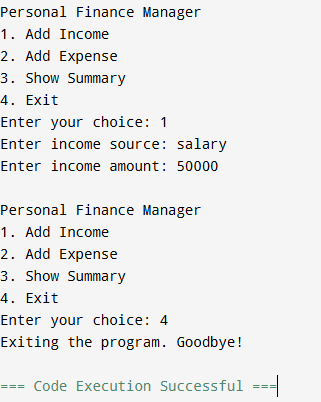 Personal Finance Manager
1. Add Income
2. Add Expense
3. Show Summary
4. Exit
Enter your choice: 1
Enter income source: salary
Enter income amount: 50000

Personal Finance Manager
1. Add Income
2. Add Expense
3. Show Summary
4. Exit
Enter your choice: 4
Exiting the program. Goodbye!

=== Code Execution Successful ===